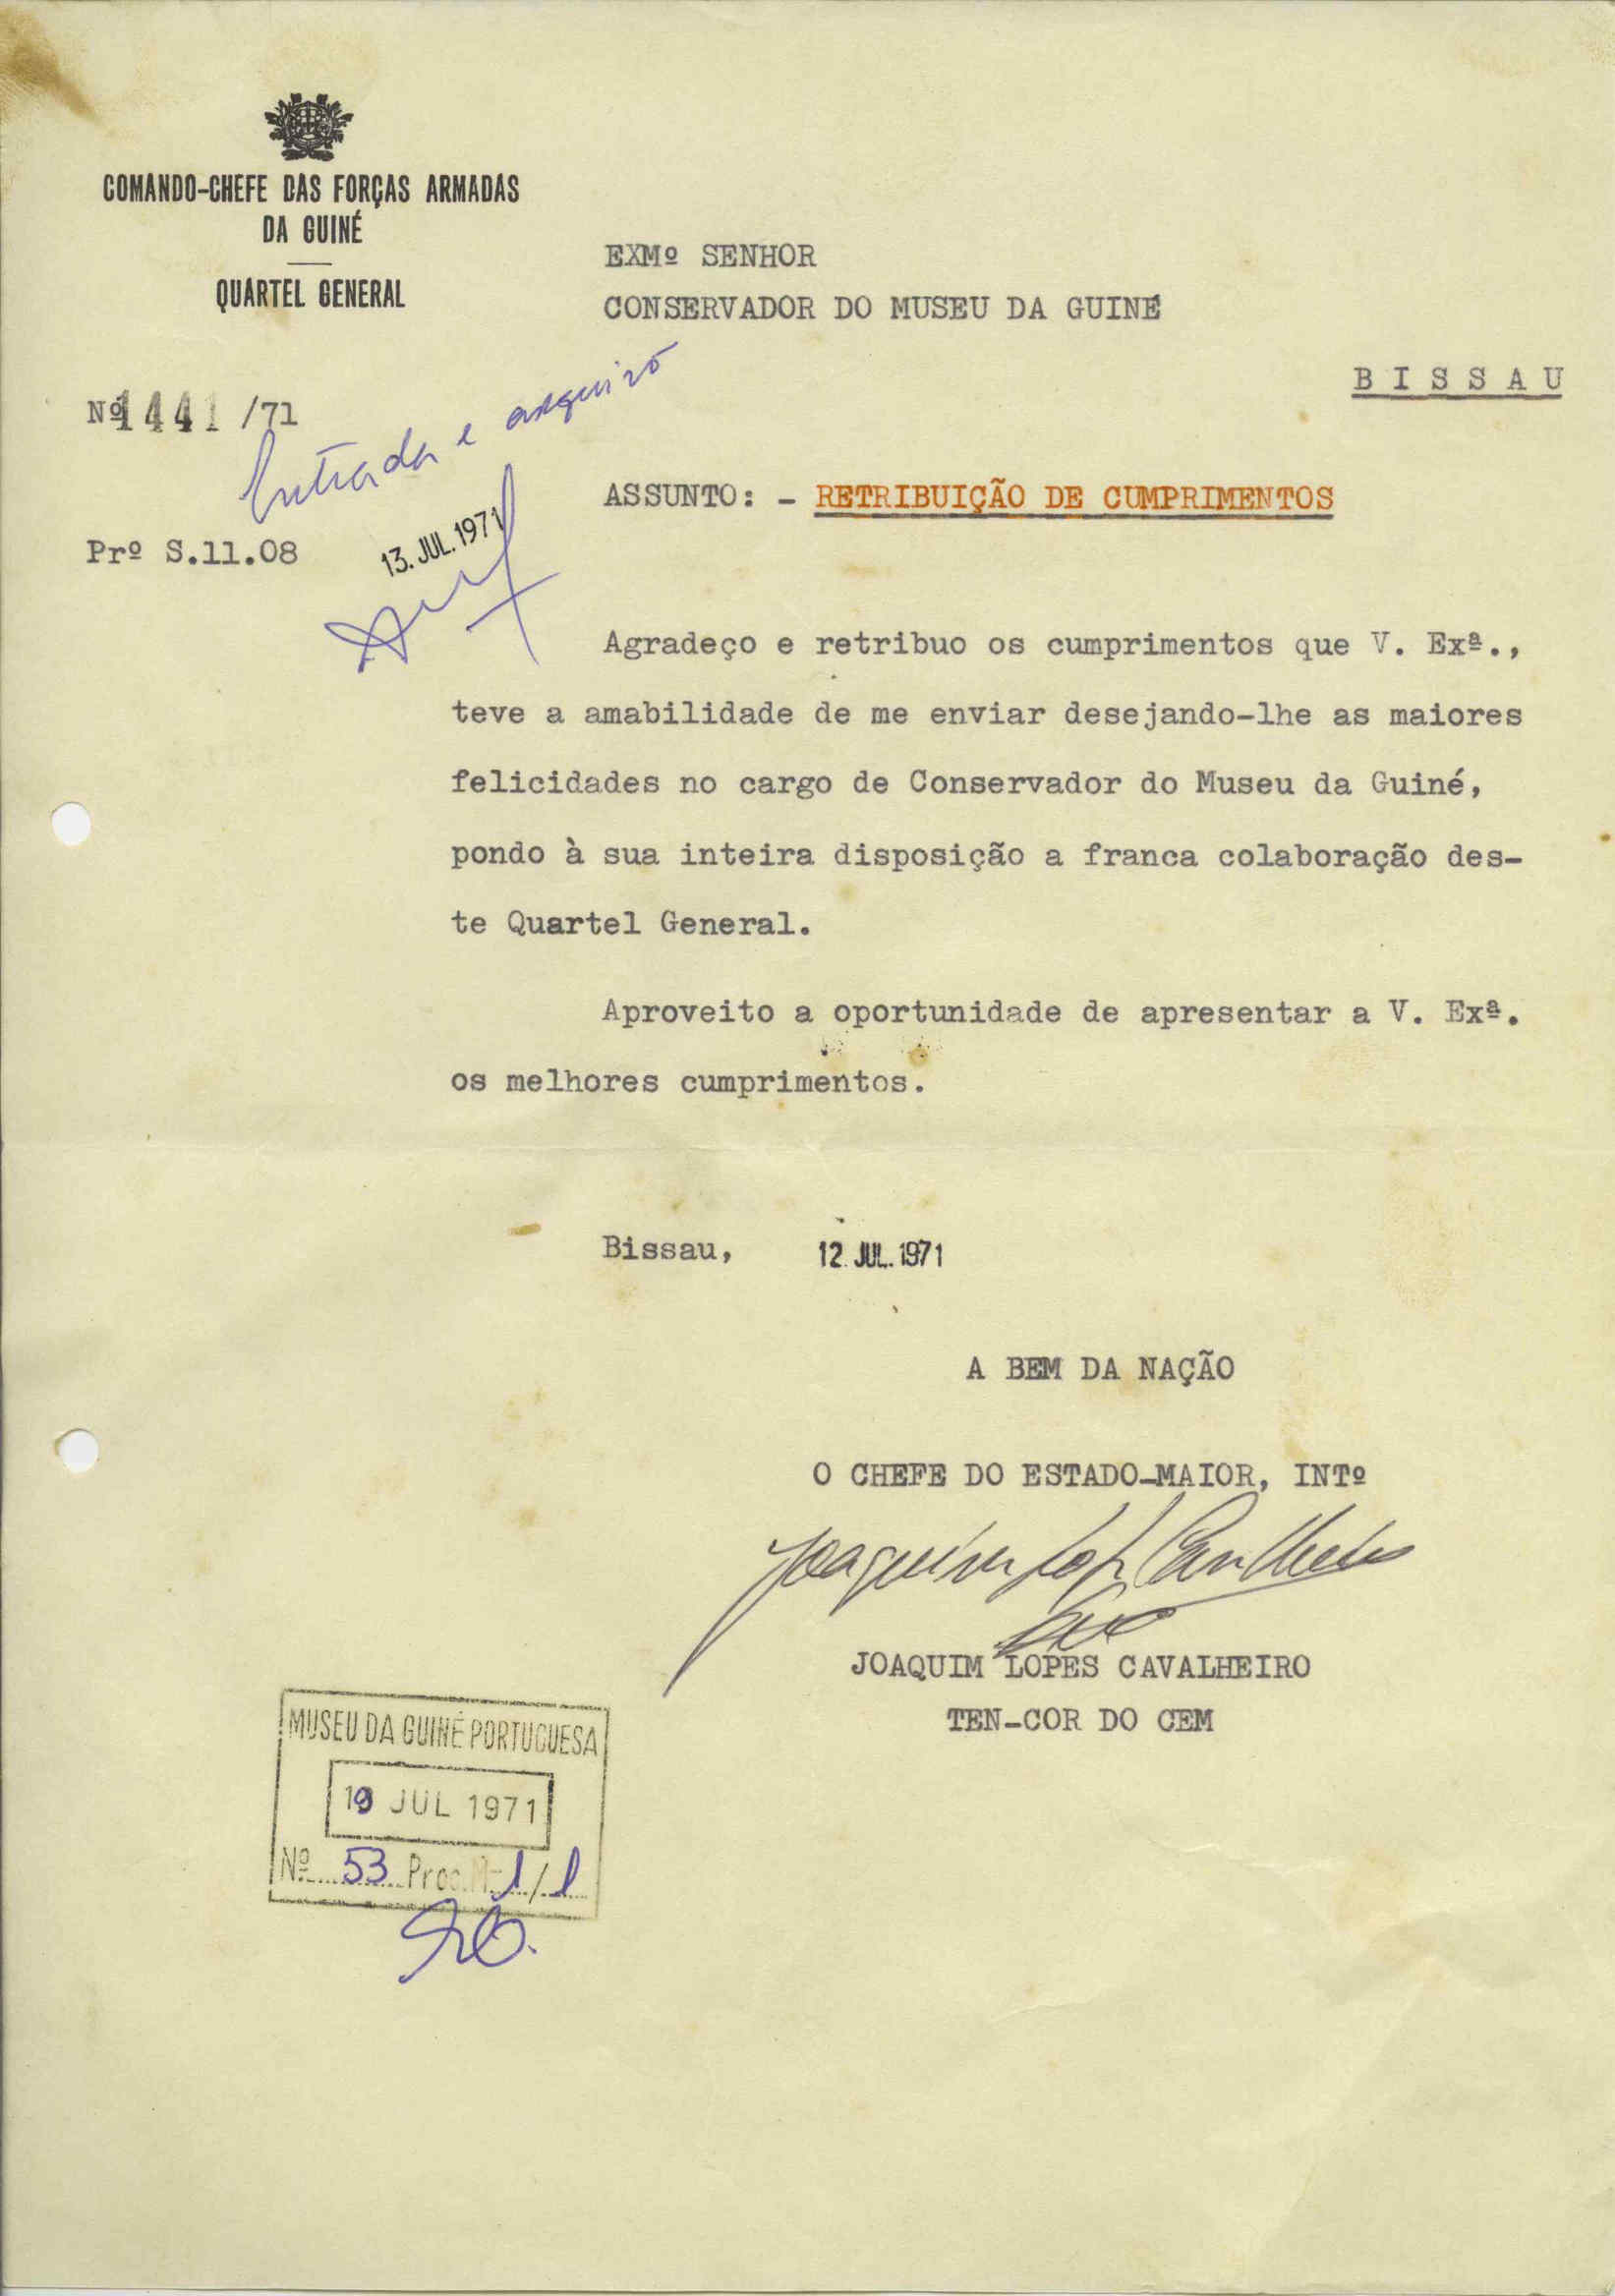 COMANDO-CHEFE DAS FORÇAS ARMADAS
DA GUINÉ
QUARTEL GENERAL
EXMº SENHOR
CONSERVADOR DO MUSEU DA GUINÉ
B I S S A U
Nº 1441 /71
Entrada e arquivo
ASSUNTO: - RETRIBUIÇÃO DE CUMPRIMENTOS
13. JUL. 1971
Prº S.11.08
Agradeço e retribuo os cumprimentos que V. Exª.,
teve a amabilidade de me enviar desejando-lhe as maiores
felicidades no cargo de Conservador do Museu da Guiné,
pondo à sua inteira disposição a franca colaboração des-
te Quartel General.
Aproveito a oportunidade de apresentar a V. Exª.
os melhores cumprimentos.
Bissau, 12. JUL. 1971
A BEM DA NAÇÃO
O CHEFE DO ESTADO-MAIOR, INTº
Joaquim Lopes Cavalheiro
JOAQUIM LOPES CAVALHEIRO
TEN-COR DO CEM
MUSEU DA GUINÉ PORTUGUESA
JUL 1971
Nº 53 Proc. M-1/1